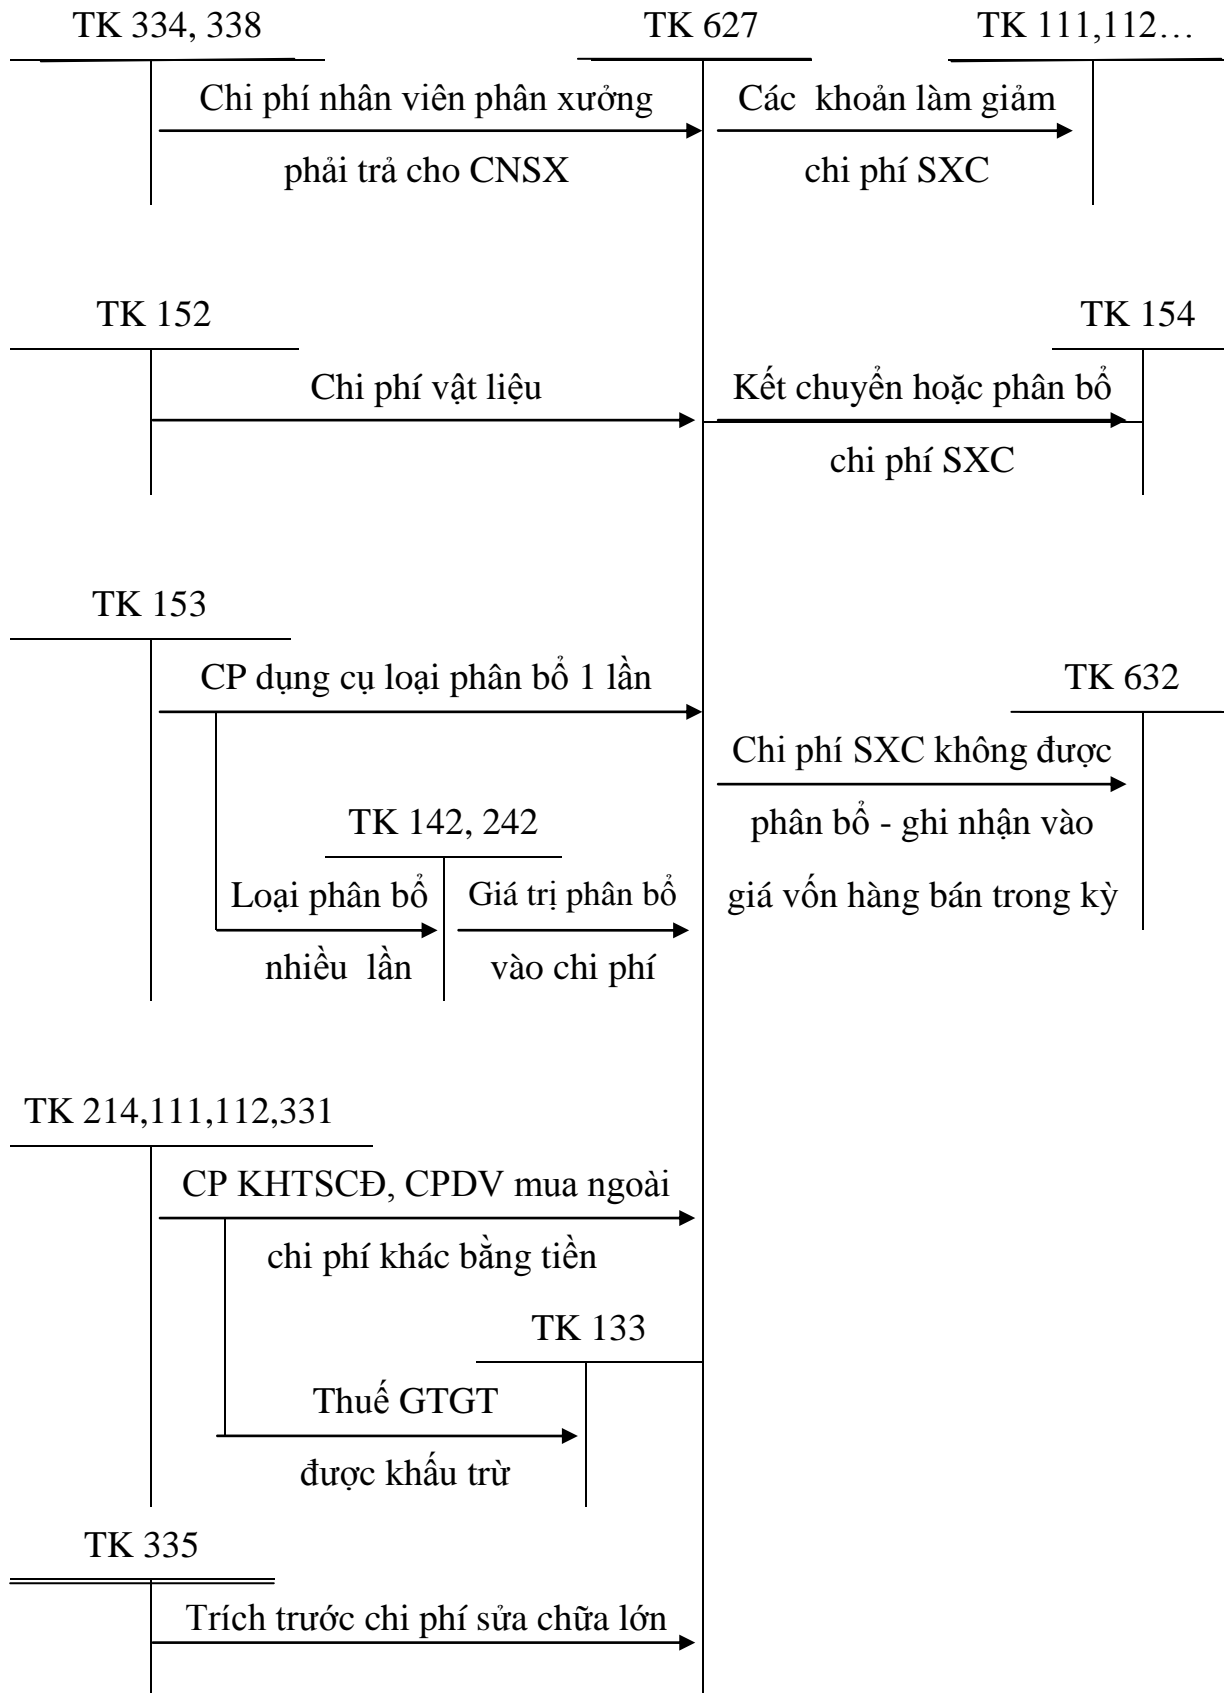 TK 334, 338
TK 627
TK 111,112…
Chi phí nhân viên phân xưởng
Các khoản làm giảm
phải trả cho CNSX
chi phí SXC
TK 152
TK 154
Chi phí vật liệu
Kết chuyển hoặc phân bổ
chi phí SXC
TK 153
CP dụng cụ loại phân bổ 1 lần
TK 632
Chi phí SXC không được
TK 142, 242
phân bổ - ghi nhận vào
Loại phân bổ
Giá trị phân bổ
giá vốn hàng bán trong kỳ
nhiều lần
vào chi phí
TK 214,111,112,331
CP KHTSCĐ, CPDV mua ngoài
chi phí khác bằng tiền
TK 133
Thuế GTGT
được khấu trừ
TK 335
Trích trước chi phí sửa chữa lớn